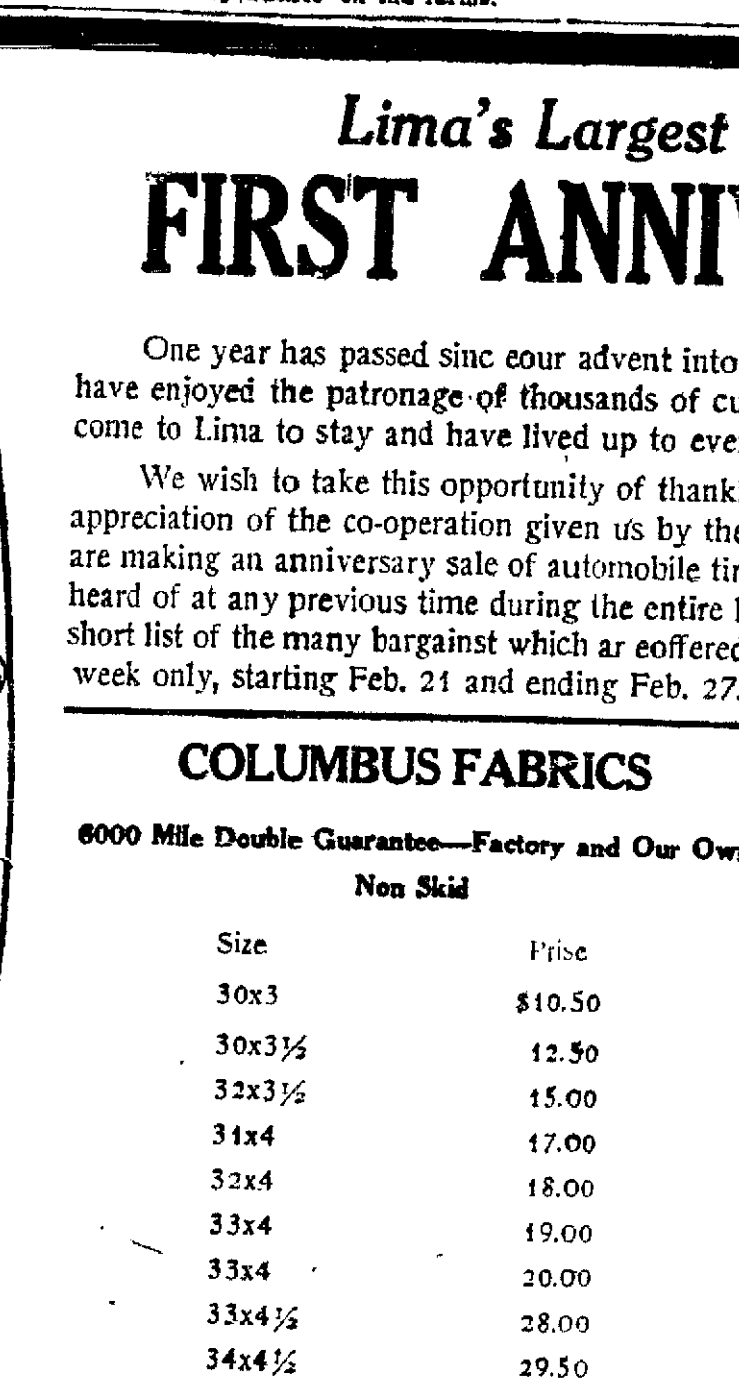 Lima's Largest
FIRST ANNI
One year has passed sinc eour advent into
have enjoyed the patronage of thousands of cu
come to Lima to stay and have lived up to eve
We wish to take this opportunity of thank
appreciation of the co-operation given us by the
are making an anniversary sale of automobile tir
heard of at any previous time during the entire
short list of the many bargainst which ar eoffered
week only, starting Feb. 21 and ending Feb. 27.
COLUMBUS FABRICS
6000 Mile Double Guarantee—Factory and Our Own
Non Skid
Size Prise
30x3 $10.50
30x3½ 12.50
32x3½ 15.00
31x4 17.00
32x4 18.00
33x4 19.00
33x4 20.00
33x4½ 28.00
34x4½ 29.50